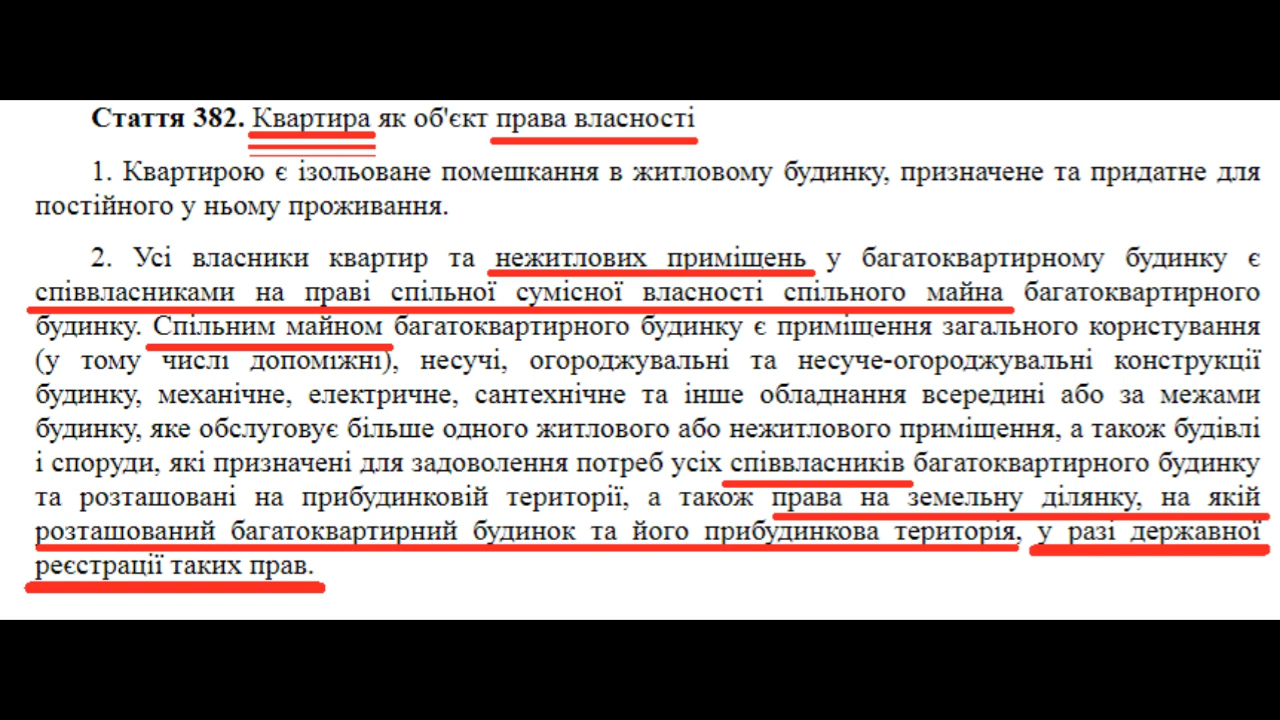 Стаття 382. Квартира як об'єкт права власності
1. Квартирою є ізольоване помешкання в житловому будинку, призначене та придатне для
постійного у ньому проживання.
2. Усі власники квартир та нежитлових приміщень у багатоквартирному будинку є
співвласниками на праві спільної сумісної власності спільного майна багатоквартирного
будинку. Спільним майном багатоквартирного будинку є приміщення загального користування
(у тому числі допоміжні), несучі, огороджувальні та несуче-огороджувальні конструкції
будинку, механічне, електричне, сантехнічне та інше обладнання всередині або за межами
будинку, яке обслуговує більше одного житлового або нежитлового приміщення, а також будівлі
і споруди, які призначені для задоволення потреб усіх співвласників багатоквартирного будинку
та розташовані на прибудинковій території, а також права на земельну ділянку, на якій
розташований багатоквартирний будинок та його прибудинкова територія, у разі державної
реєстрації таких прав.